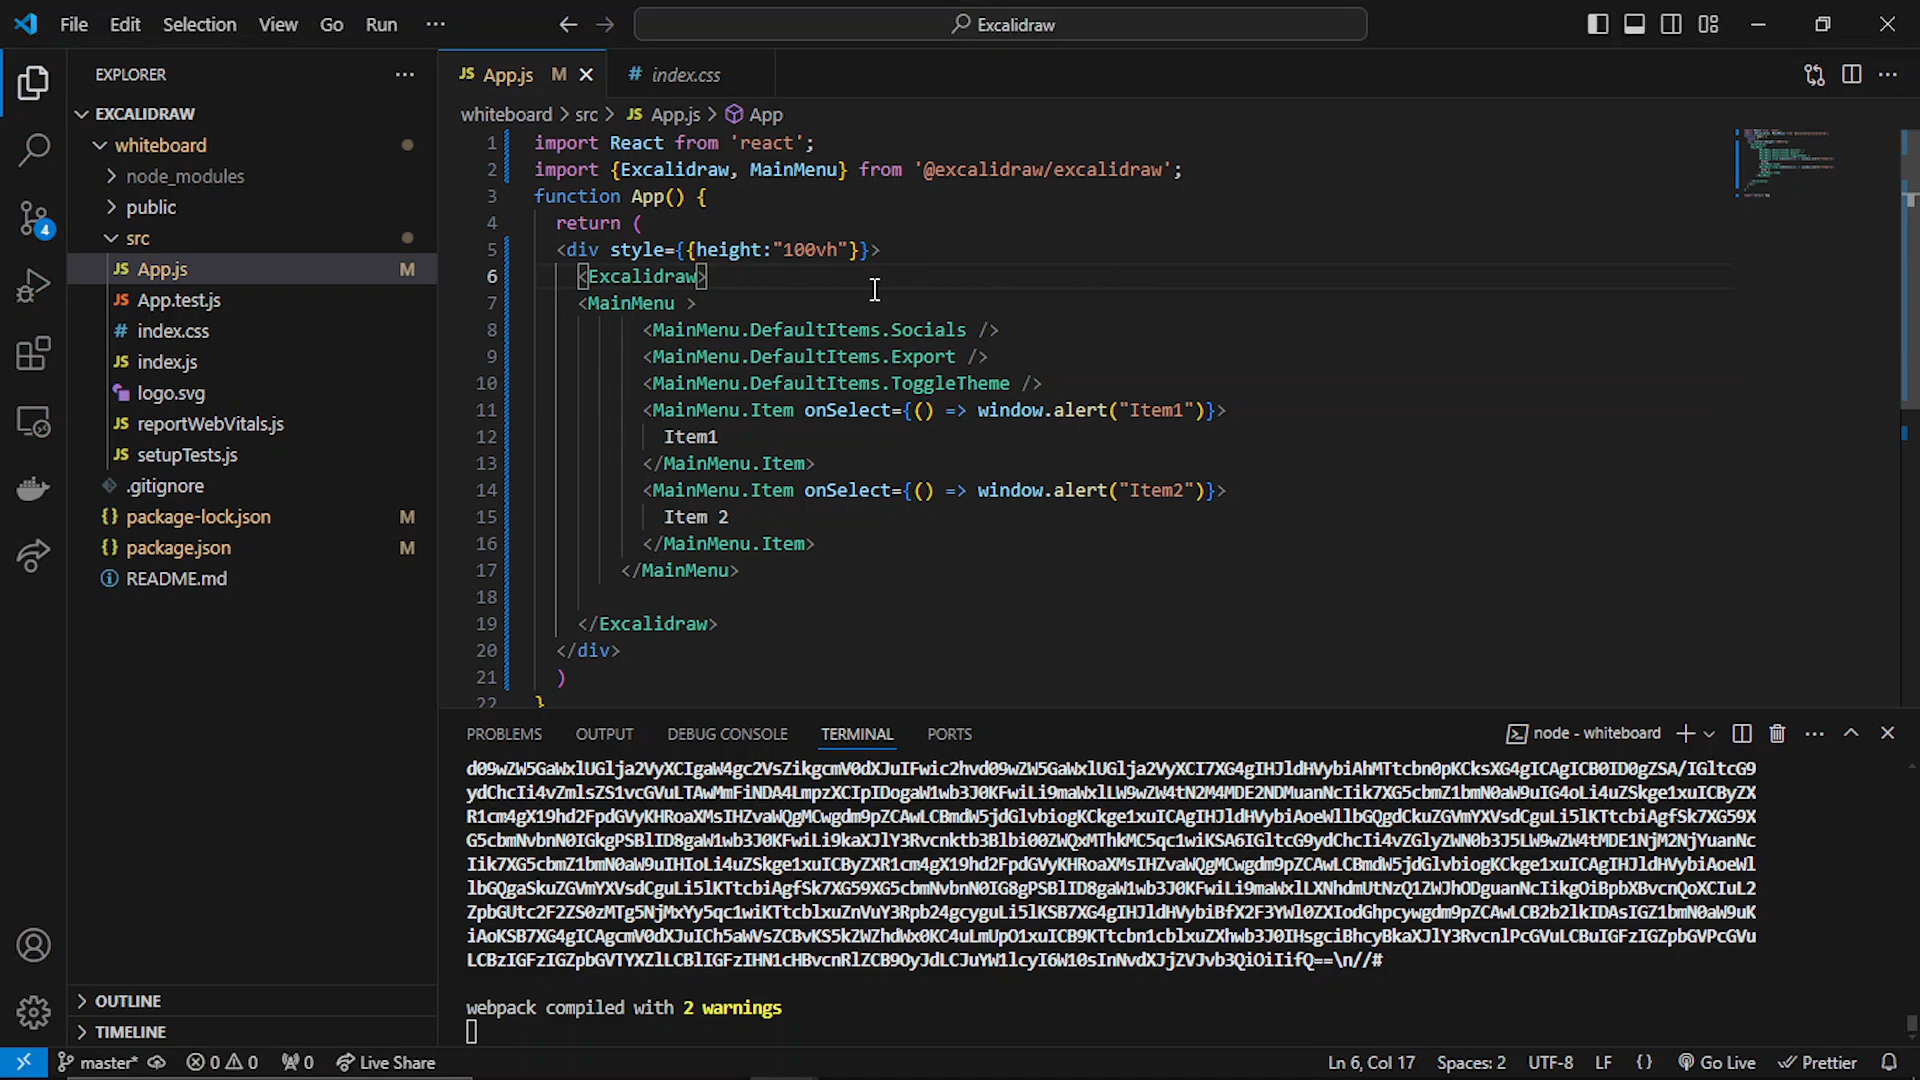 File Edit Selection View Go Run ··· Excalidraw
EXPLORER ···
EXCALIDRAW
whiteboard
node_modules
public
src
JS App.js M
JS App.test.js
# index.css
JS index.js
logo.svg
JS reportWebVitals.js
JS setupTests.js
.gitignore
{} package-lock.json M
{} package.json M
README.md
OUTLINE
TIMELINE
4
JS App.js M
# index.css
whiteboard > src > JS App.js > App
1 import React from 'react';
2 import {Excalidraw, MainMenu} from '@excalidraw/excalidraw';
3 function App() {
4 return (
5 <div style={{height:"100vh"}}>
6 <Excalidraw>
7 <MainMenu >
8 <MainMenu.DefaultItems.Socials />
9 <MainMenu.DefaultItems.Export />
10 <MainMenu.DefaultItems.ToggleTheme />
11 <MainMenu.Item onSelect={() => window.alert("Item1")}>
12 Item1
13 </MainMenu.Item>
14 <MainMenu.Item onSelect={() => window.alert("Item2")}>
15 Item 2
16 </MainMenu.Item>
17 </MainMenu>
18
19 </Excalidraw>
20 </div>
21 )
22 }
PROBLEMS OUTPUT DEBUG CONSOLE TERMINAL PORTS node - whiteboard
webpack compiled with 2 warnings
master* 0 0 0 Live Share Ln 6, Col 17 Spaces: 2 UTF-8 LF {} Go Live Prettier